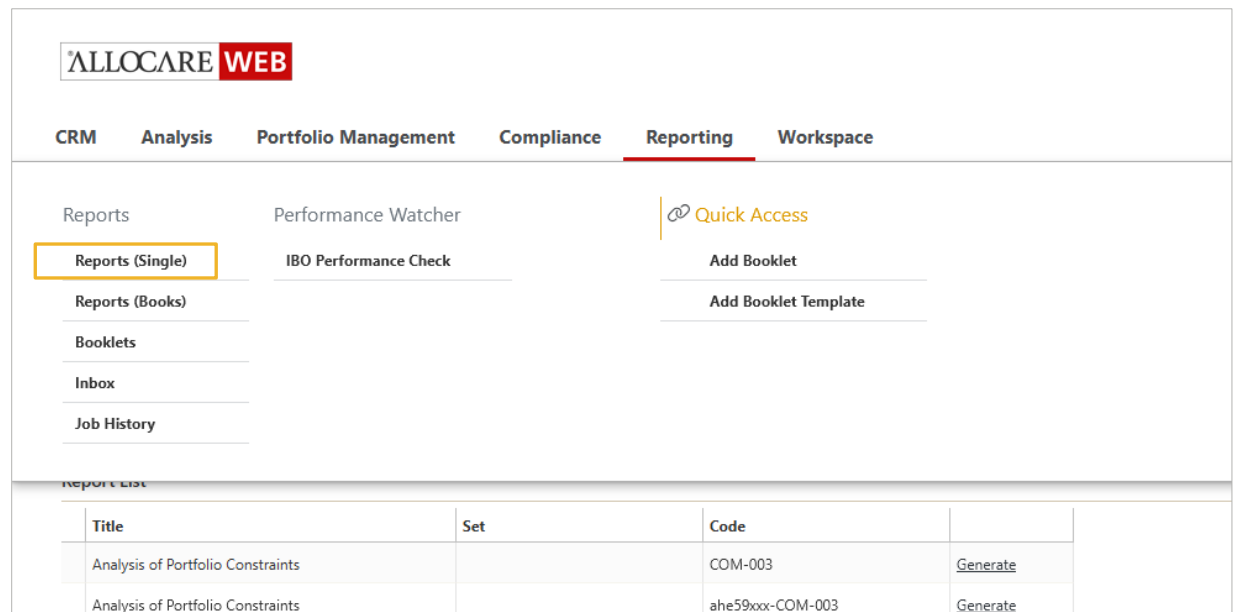 ALLOCARE WEB
CRM Analysis Portfolio Management Compliance Reporting Workspace
Reports Performance Watcher Quick Access
Reports (Single) IBO Performance Check Add Booklet
Reports (Books) Add Booklet Template
Booklets
Inbox
Job History
Report List
Title Set Code
Analysis of Portfolio Constraints COM-003 Generate
Analysis of Portfolio Constraints ahe59xxx-COM-003 Generate